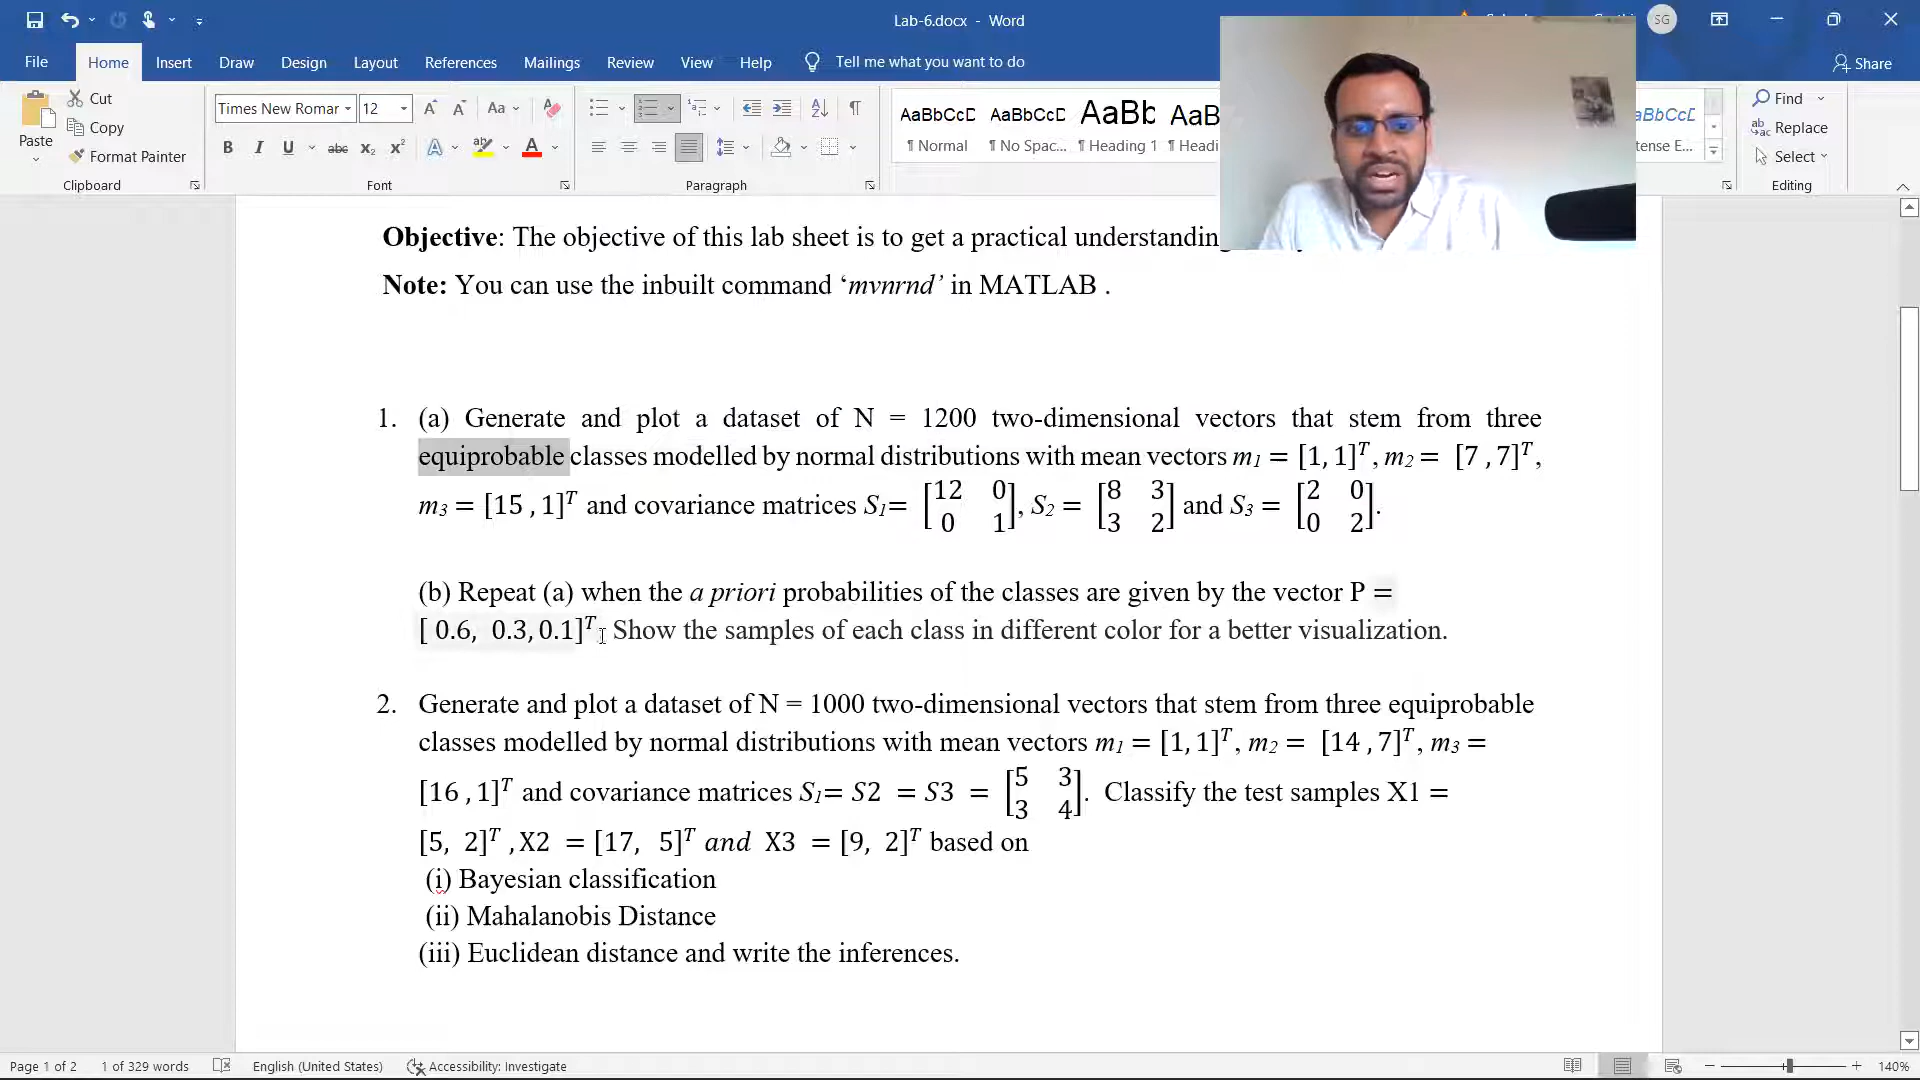 Lab-6.docx - Word
SG
File Home Insert Draw Design Layout References Mailings Review View Help Tell me what you want to do Share
Paste Cut Copy Format Painter
Times New Romar 12 Aa
B I U abc x₂ x² A ab A
AaBbCcD AaBbCcD AaBb AaB aBbCcD
¶ Normal ¶ No Spac... ¶ Heading 1 ¶ Headi tense E...
Find Replace Select
Clipboard Font Paragraph Editing
Objective: The objective of this lab sheet is to get a practical understanding
Note: You can use the inbuilt command ‘mvnrnd’ in MATLAB .
1. (a) Generate and plot a dataset of N = 1200 two-dimensional vectors that stem from three
equiprobable classes modelled by normal distributions with mean vectors m₁ = [1, 1]ᵀ, m₂ = [7 , 7]ᵀ,
m₃ = [15 , 1]ᵀ and covariance matrices S₁= [12 0; 0 1], S₂ = [8 3; 3 2] and S₃ = [2 0; 0 2].
(b) Repeat (a) when the a priori probabilities of the classes are given by the vector P =
[ 0.6, 0.3, 0.1]ᵀ. Show the samples of each class in different color for a better visualization.
2. Generate and plot a dataset of N = 1000 two-dimensional vectors that stem from three equiprobable
classes modelled by normal distributions with mean vectors m₁ = [1, 1]ᵀ, m₂ = [14 , 7]ᵀ, m₃ =
[16 , 1]ᵀ and covariance matrices S₁= S2 = S3 = [5 3; 3 4]. Classify the test samples X1 =
[5, 2]ᵀ , X2 = [17, 5]ᵀ and X3 = [9, 2]ᵀ based on
(i) Bayesian classification
(ii) Mahalanobis Distance
(iii) Euclidean distance and write the inferences.
Page 1 of 2 1 of 329 words English (United States) Accessibility: Investigate 140%